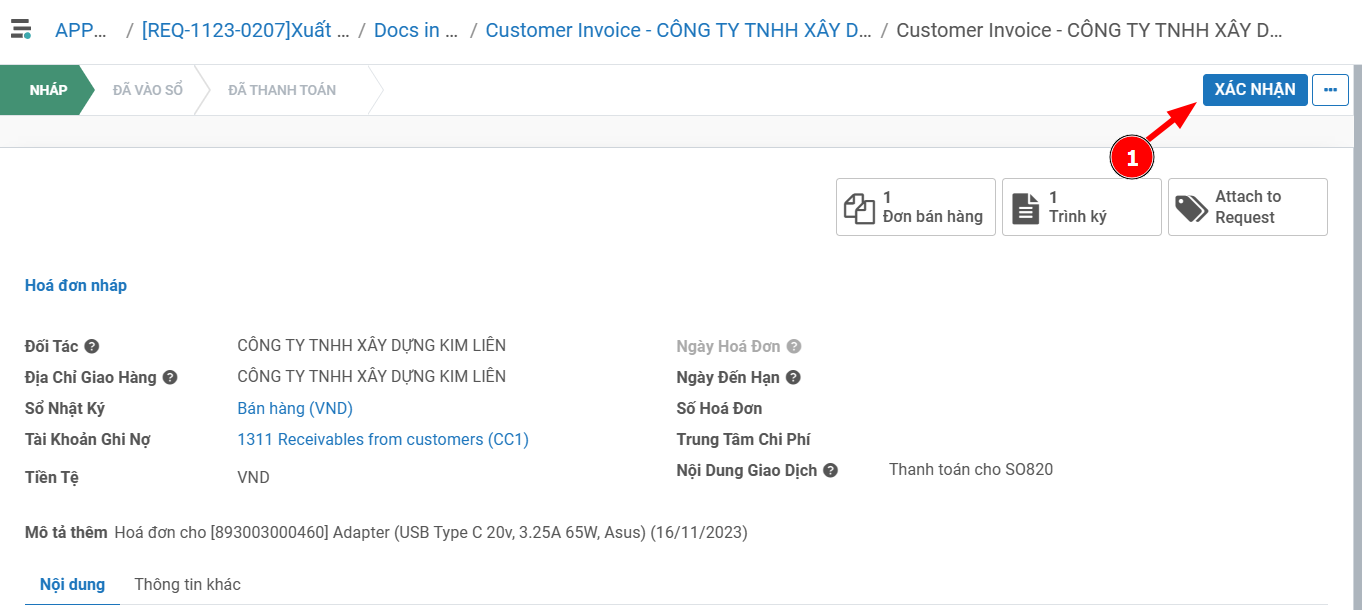 APP... / [REQ-1123-0207]Xuất ... / Docs in ... / Customer Invoice - CÔNG TY TNHH XÂY D... / Customer Invoice - CÔNG TY TNHH XÂY D...
NHÁP ĐÃ VÀO SỔ ĐÃ THANH TOÁN XÁC NHẬN ...
1
1 Đơn bán hàng
1 Trình ký
Attach to Request
Hoá đơn nháp
Đối Tác CÔNG TY TNHH XÂY DỰNG KIM LIÊN Ngày Hoá Đơn
Địa Chỉ Giao Hàng CÔNG TY TNHH XÂY DỰNG KIM LIÊN Ngày Đến Hạn
Sổ Nhật Ký Bán hàng (VND) Số Hoá Đơn
Tài Khoản Ghi Nợ 1311 Receivables from customers (CC1) Trung Tâm Chi Phí
Tiền Tệ VND Nội Dung Giao Dịch Thanh toán cho SO820
Mô tả thêm Hoá đơn cho [893003000460] Adapter (USB Type C 20v, 3.25A 65W, Asus) (16/11/2023)
Nội dung Thông tin khác